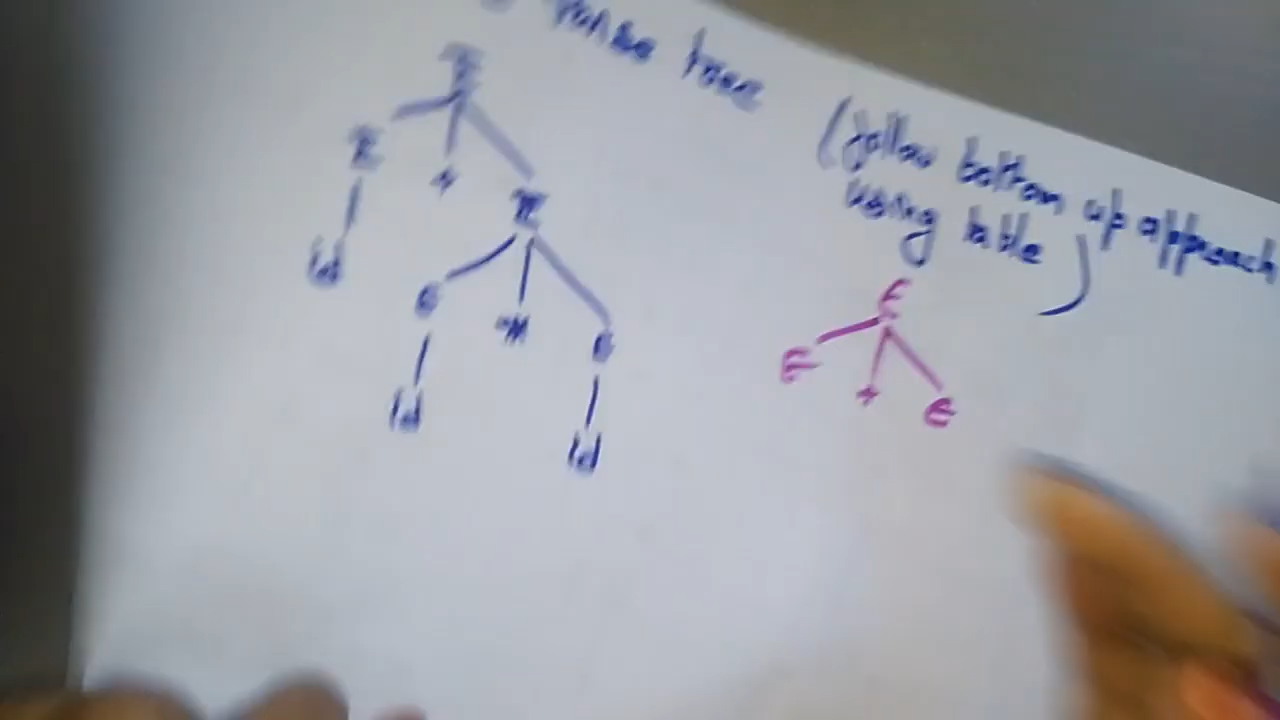 parse tree
(follow bottom up approach
using table )
E
E + E
id
E * E
id
id
E
E + E